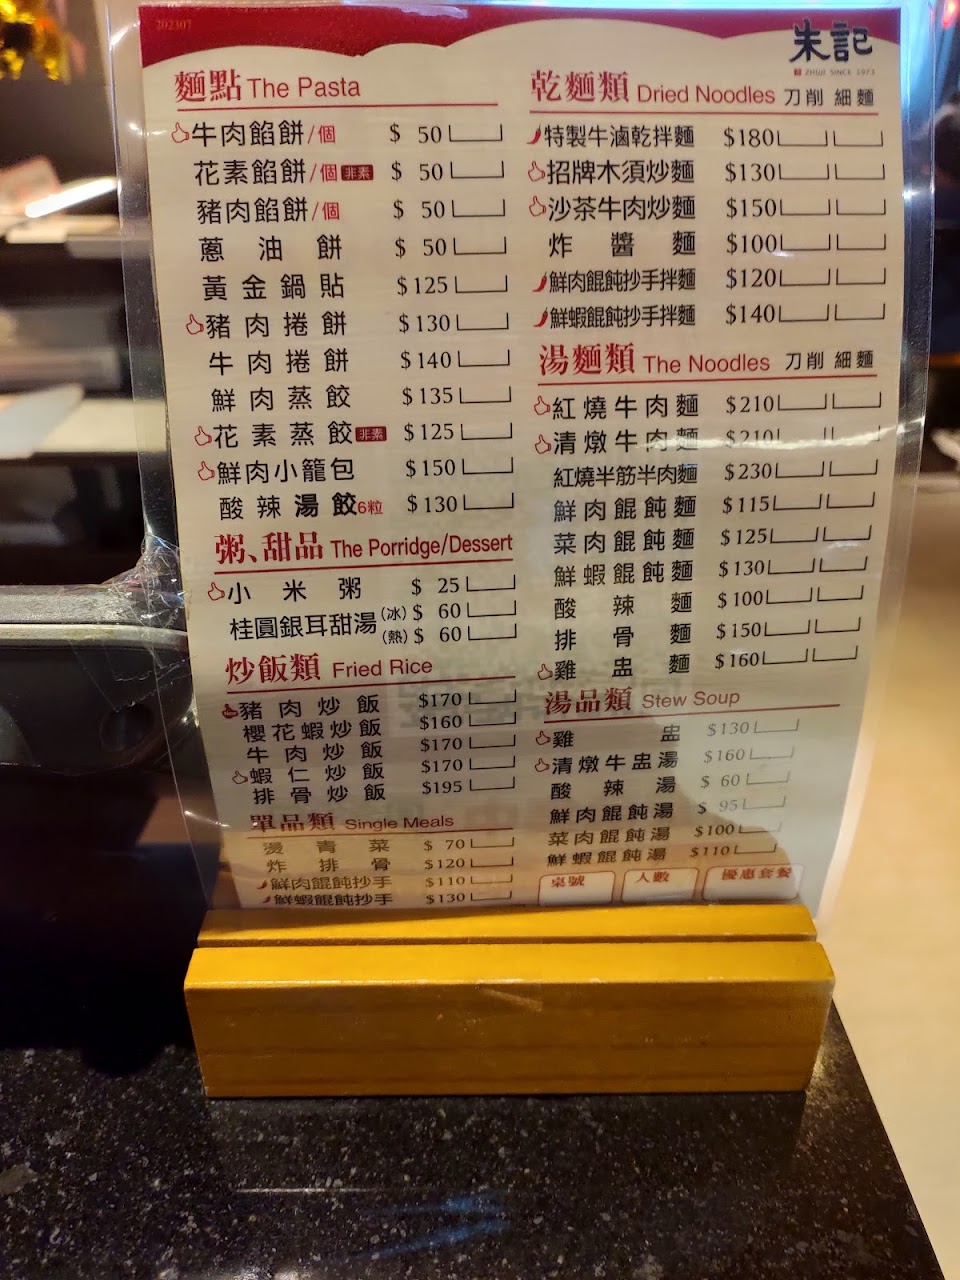 202307
朱記
ZHUJI SINCE 1973
麵點 The Pasta
牛肉餡餅/個 $ 50
花素餡餅/個 非素 $ 50
豬肉餡餅/個 $ 50
蔥油餅 $ 50
黃金鍋貼 $125
豬肉捲餅 $130
牛肉捲餅 $140
鮮肉蒸餃 $135
花素蒸餃 非素 $125
鮮肉小籠包 $150
酸辣湯餃6粒 $130
粥、甜品 The Porridge/Dessert
小米粥 $ 25
桂圓銀耳甜湯 (冰) $ 60
(熱) $ 60
炒飯類 Fried Rice
豬肉炒飯 $170
櫻花蝦炒飯 $160
牛肉炒飯 $170
蝦仁炒飯 $170
排骨炒飯 $195
單品類 Single Meals
燙青菜 $ 70
炸排骨 $120
鮮肉餛飩抄手 $110
鮮蝦餛飩抄手 $130
乾麵類 Dried Noodles 刀削 細麵
特製牛滷乾拌麵 $180
招牌木須炒麵 $130
沙茶牛肉炒麵 $150
炸醬麵 $100
鮮肉餛飩抄手拌麵 $120
鮮蝦餛飩抄手拌麵 $140
湯麵類 The Noodles 刀削 細麵
紅燒牛肉麵 $210
清燉牛肉麵 $210
紅燒半筋半肉麵 $230
鮮肉餛飩麵 $115
菜肉餛飩麵 $125
鮮蝦餛飩麵 $130
酸辣麵 $100
排骨麵 $150
雞盅麵 $160
湯品類 Stew Soup
雞盅 $130
清燉牛盅湯 $160
酸辣湯 $ 60
鮮肉餛飩湯 $ 95
菜肉餛飩湯 $100
鮮蝦餛飩湯 $110
桌號 人數 優惠套餐